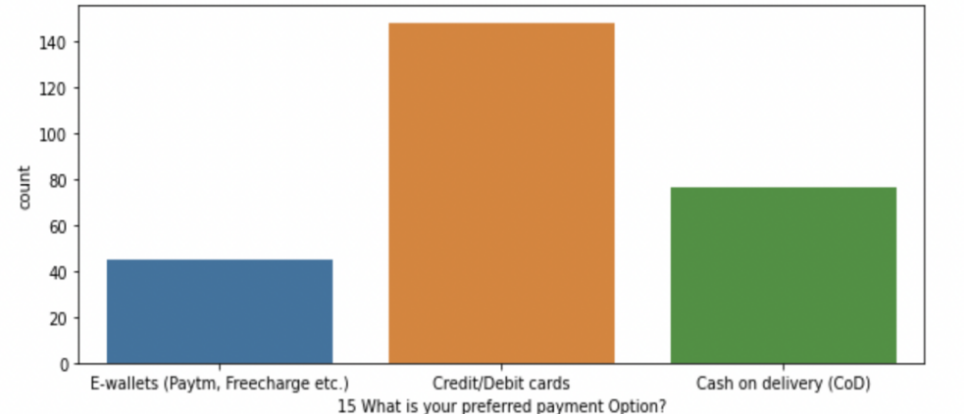 140
120
100
80
60
40
20
0
count
E-wallets (Paytm, Freecharge etc.)
Credit/Debit cards
Cash on delivery (CoD)
15 What is your preferred payment Option?